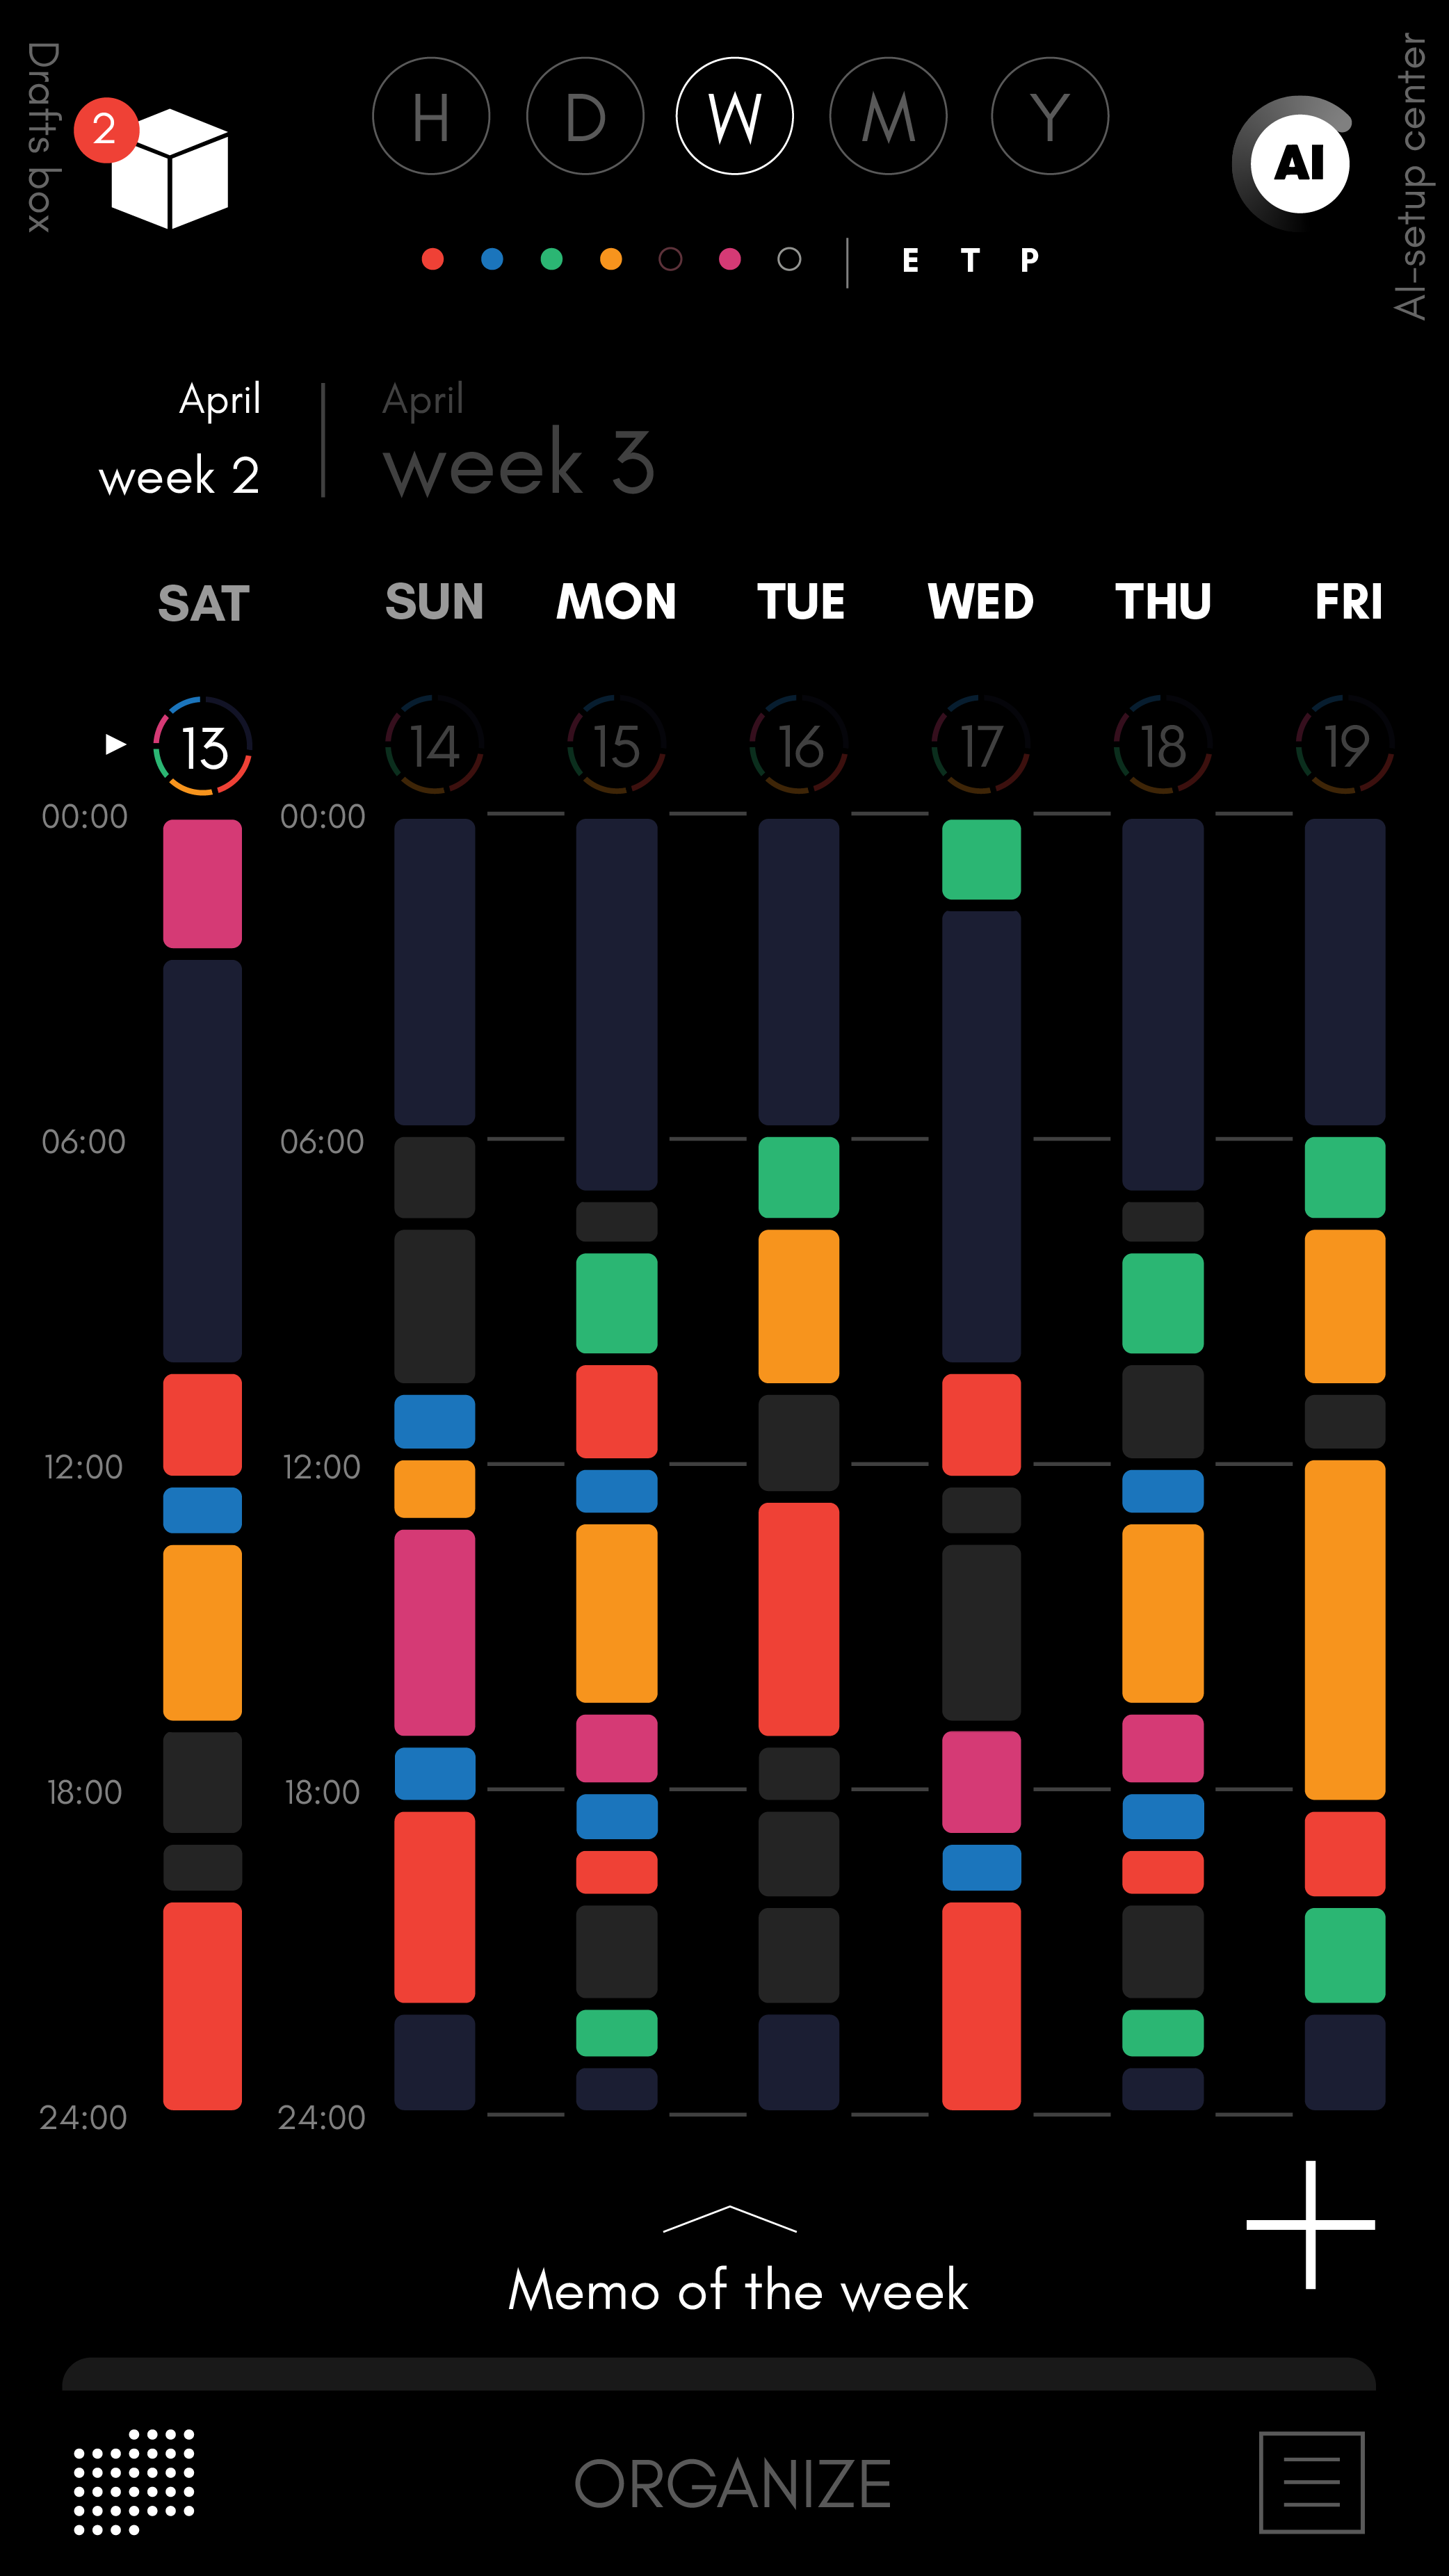 Drafts box
2
H D W M Y
AI
AI-setup center
E T P
April
week 2
April
week 3
SAT SUN MON TUE WED THU FRI
13 14 15 16 17 18 19
00:00 00:00
06:00 06:00
12:00 12:00
18:00 18:00
24:00 24:00
Memo of the week
ORGANIZE